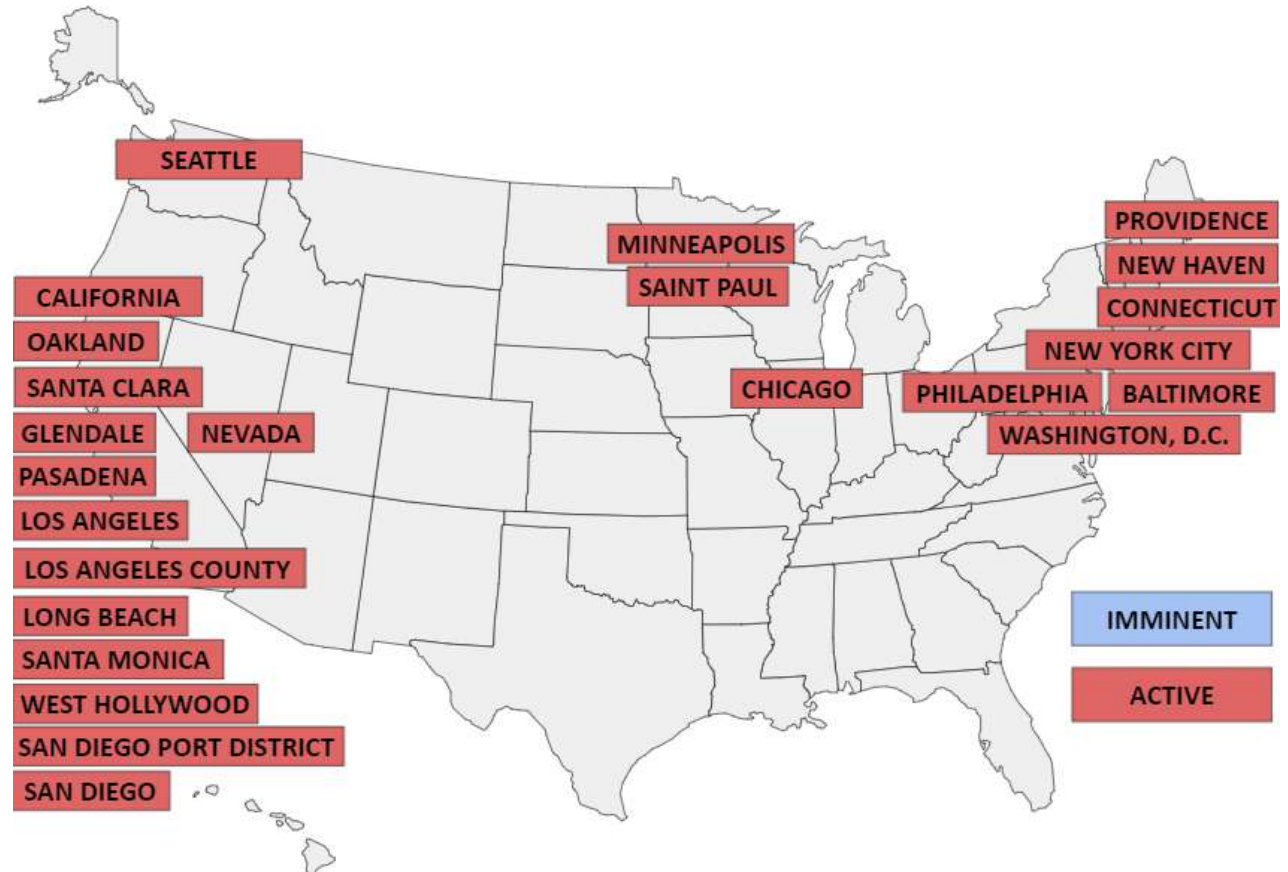 SEATTLE
CALIFORNIA
OAKLAND
SANTA CLARA
GLENDALE
NEVADA
PASADENA
LOS ANGELES
LOS ANGELES COUNTY
LONG BEACH
SANTA MONICA
WEST HOLLYWOOD
SAN DIEGO PORT DISTRICT
SAN DIEGO
MINNEAPOLIS
SAINT PAUL
CHICAGO
PROVIDENCE
NEW HAVEN
CONNECTICUT
NEW YORK CITY
PHILADELPHIA
BALTIMORE
WASHINGTON, D.C.
IMMINENT
ACTIVE